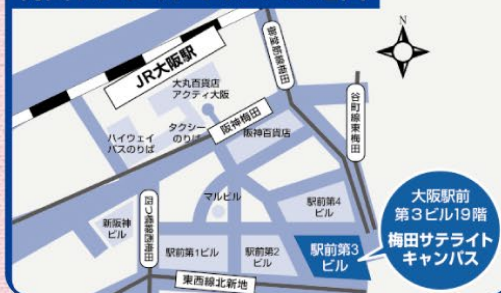 N
JR大阪駅
御堂筋線梅田
谷町線東梅田
大丸百貨店
アクティ大阪
阪神梅田
タクシー
のりば
ハイウェイ
バスのりば
阪神百貨店
マルビル
駅前第4
ビル
新阪神
ビル
四つ橋線西梅田
駅前第1ビル
駅前第2
ビル
駅前第3
ビル
東西線北新地
大阪駅前
第3ビル19階
梅田サテライト
キャンパス